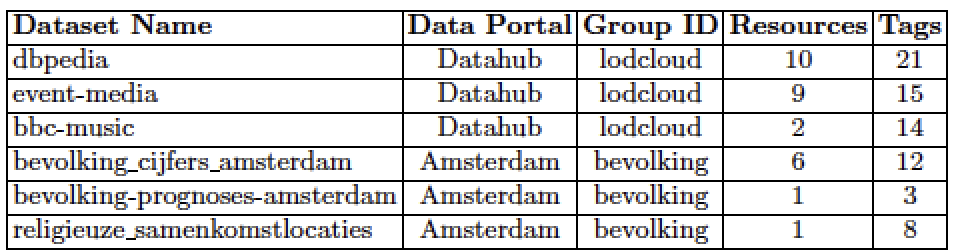 Dataset Name Data Portal Group ID Resources Tags
dbpedia Datahub lodcloud 10 21
event-media Datahub lodcloud 9 15
bbc-music Datahub lodcloud 2 14
bevolking_cijfers_amsterdam Amsterdam bevolking 6 12
bevolking-prognoses-amsterdam Amsterdam bevolking 1 3
religieuze_samenkomstlocaties Amsterdam bevolking 1 8